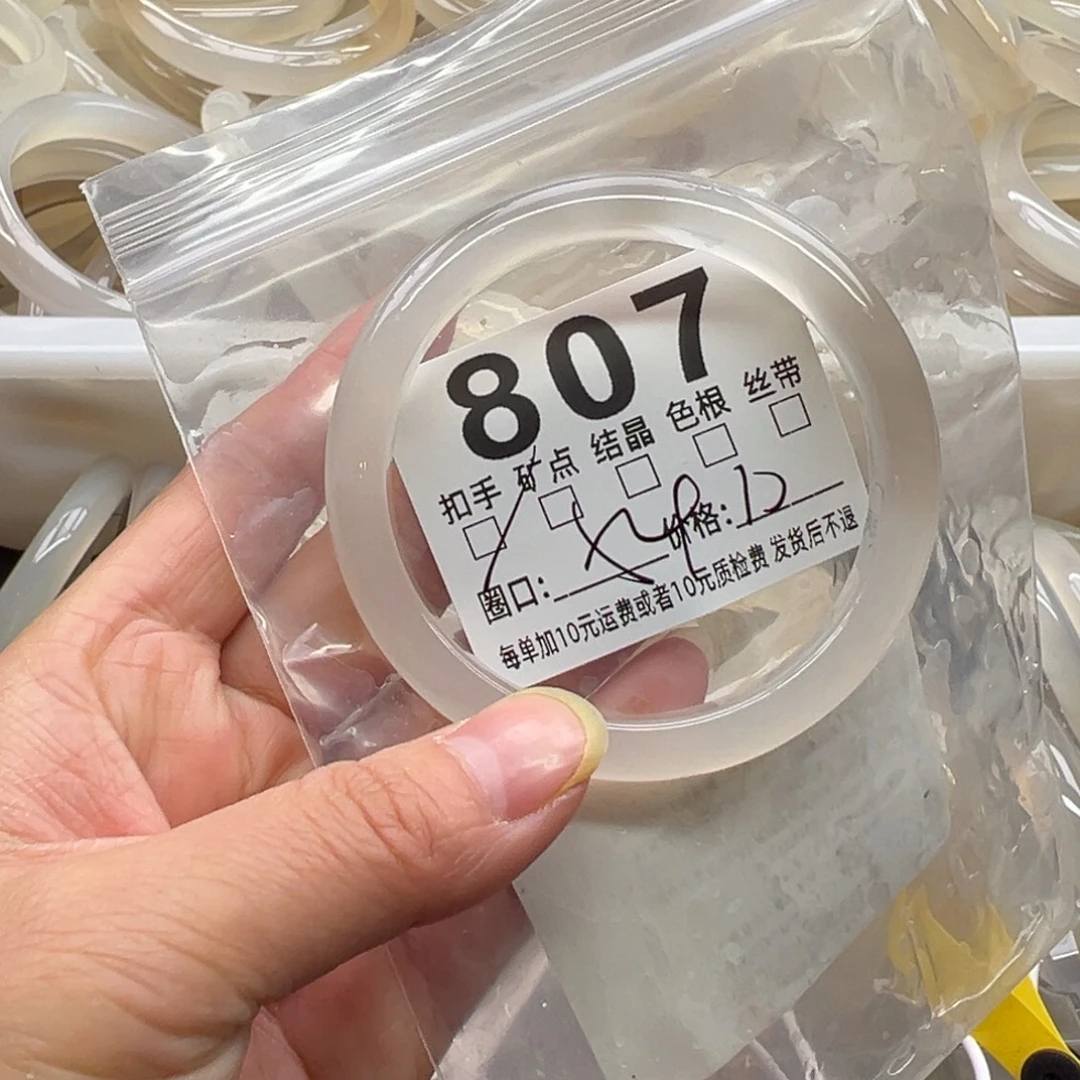 807
扣手 矿点 结晶 色根 丝带
圈口: 价格:
每单加10元运费或者10元质检费 发货后不退